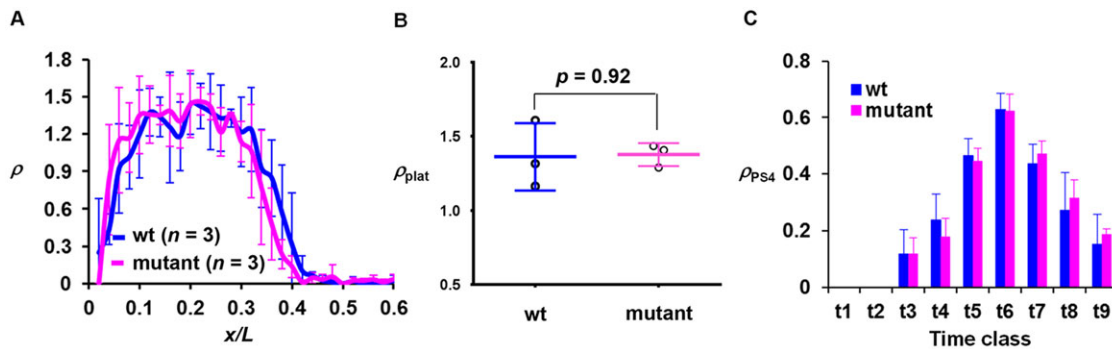 A
ρ
1.8
1.5
1.2
0.9
0.6
0.3
0
wt (n = 3)
mutant (n = 3)
0 0.1 0.2 0.3 0.4 0.5 0.6
x/L
B
ρplat
2.0
1.5
1.0
0.5
p = 0.92
wt mutant
C
ρPS4
0.8
0.6
0.4
0.2
0.0
wt
mutant
t1 t2 t3 t4 t5 t6 t7 t8 t9
Time class